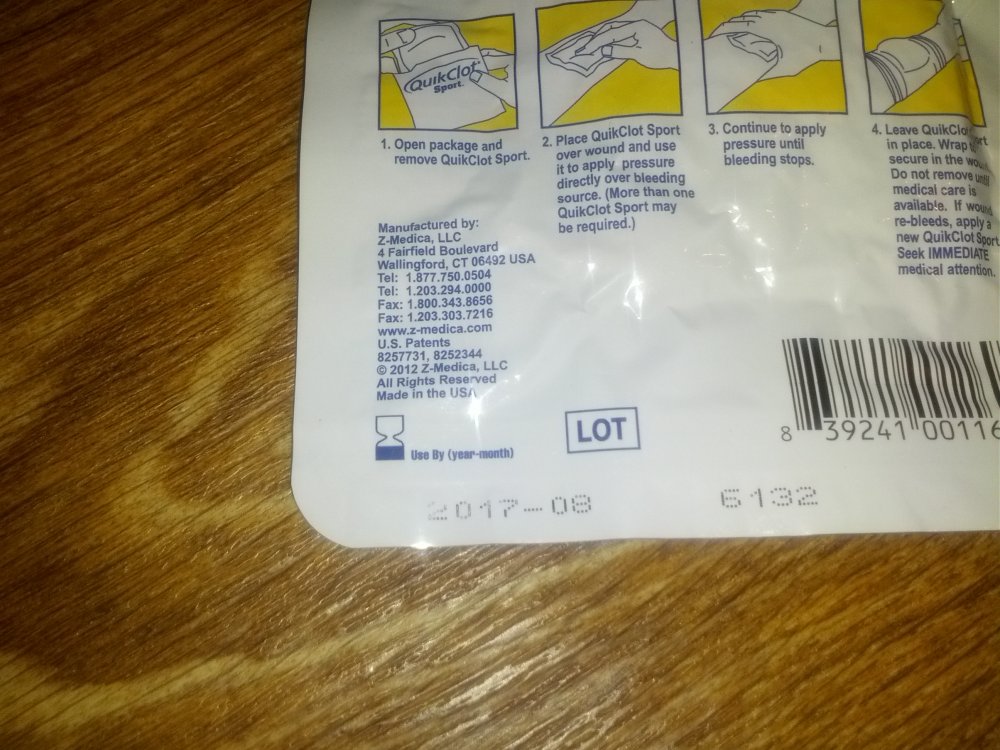 QuikClot
Sport
1. Open package and
remove QuikClot Sport.
2. Place QuikClot Sport
over wound and use
it to apply pressure
directly over bleeding
source. (More than one
QuikClot Sport may
be required.)
3. Continue to apply
pressure until
bleeding stops.
4. Leave QuikClot
in place. Wrap
secure in the
Do not remove until
medical care is
available. If wound
re-bleeds, apply a
new QuikClot Sport
Seek IMMEDIATE
medical attention.
Manufactured by:
Z-Medica, LLC
4 Fairfield Boulevard
Wallingford, CT 06492 USA
Tel: 1.877.750.0504
Tel: 1.203.294.0000
Fax: 1.800.343.8656
Fax: 1.203.303.7216
www.z-medica.com
U.S. Patents
8257731, 8252344
© 2012 Z-Medica, LLC
All Rights Reserved
Made in the USA
Use By (year-month)
LOT
8 39241 00116
2017-08
6132